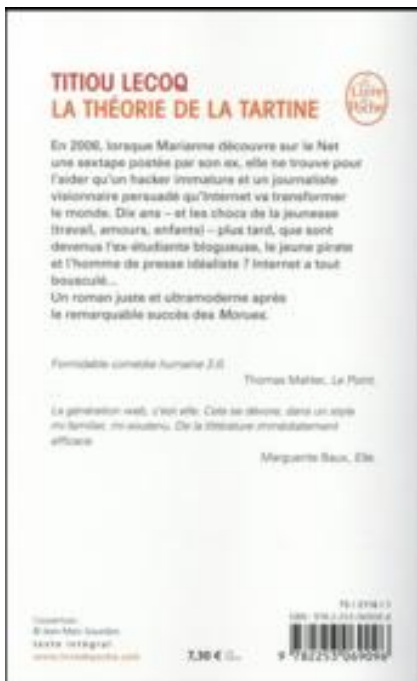 TITIOU LECOQ
LA THÉORIE DE LA TARTINE
Le Livre de Poche
En 2006, lorsque Marianne découvre sur le Net
une sextape postée par son ex, elle ne trouve pour
l'aider qu'un hacker immature et un journaliste
visionnaire persuadé qu'Internet va transformer
le monde. Dix ans – et les chocs de la jeunesse
(travail, amours, enfants) – plus tard, que sont
devenus l'ex-étudiante blogueuse, le jeune pirate
et l'homme de presse idéaliste ? Internet a tout
bousculé...
Un roman juste et ultramoderne après
le remarquable succès des Morues.
Formidable comédie humaine 2.0.
Thomas Mahler, Le Point.
La génération web, c'est elle. Cela se dévore, dans un style
mi-familier, mi-soutenu. De la littérature immédiatement
efficace.
Marguerite Baux, Elle.
Couverture :
texte intégral
www.livredepoche.com
7,30 €
9 782253 069096